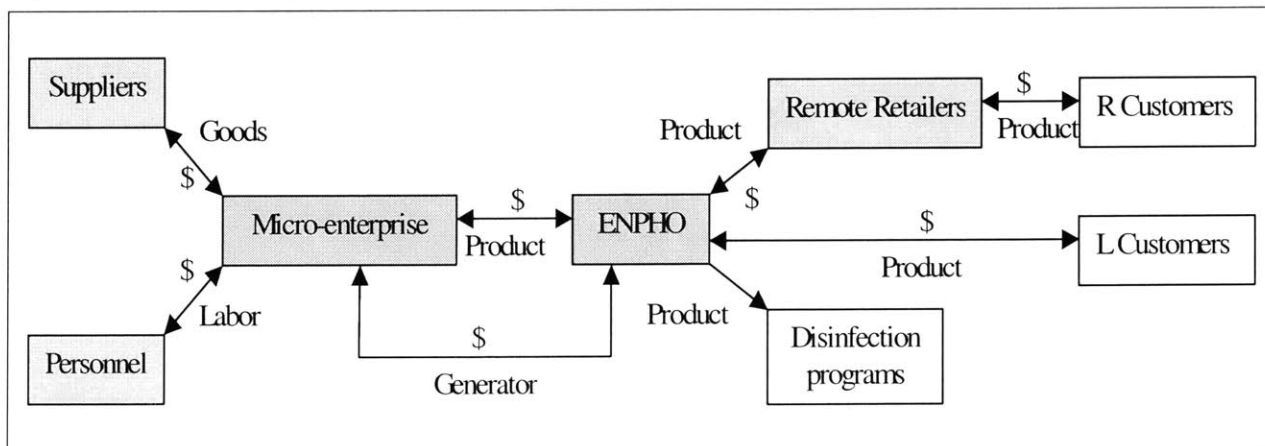 Suppliers
Goods
$
Micro-enterprise
$
Labor
Personnel
$
Product
$
Generator
ENPHO
Product
$
Remote Retailers
$
Product
R Customers
$
Product
L Customers
Product
Disinfection
programs